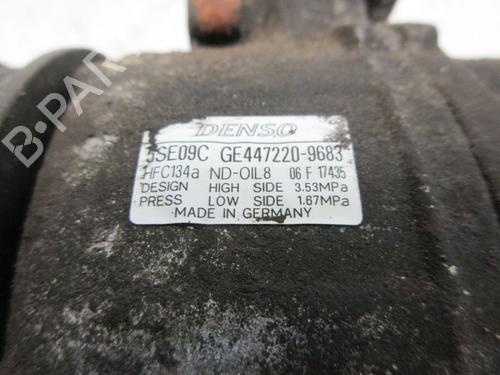 B-PARTS
DENSO
5SE09C GE447220-9683
HFC134a ND-OIL8 06 F 17435
DESIGN HIGH SIDE 3.53MPa
PRESS LOW SIDE 1.67MPa
MADE IN GERMANY